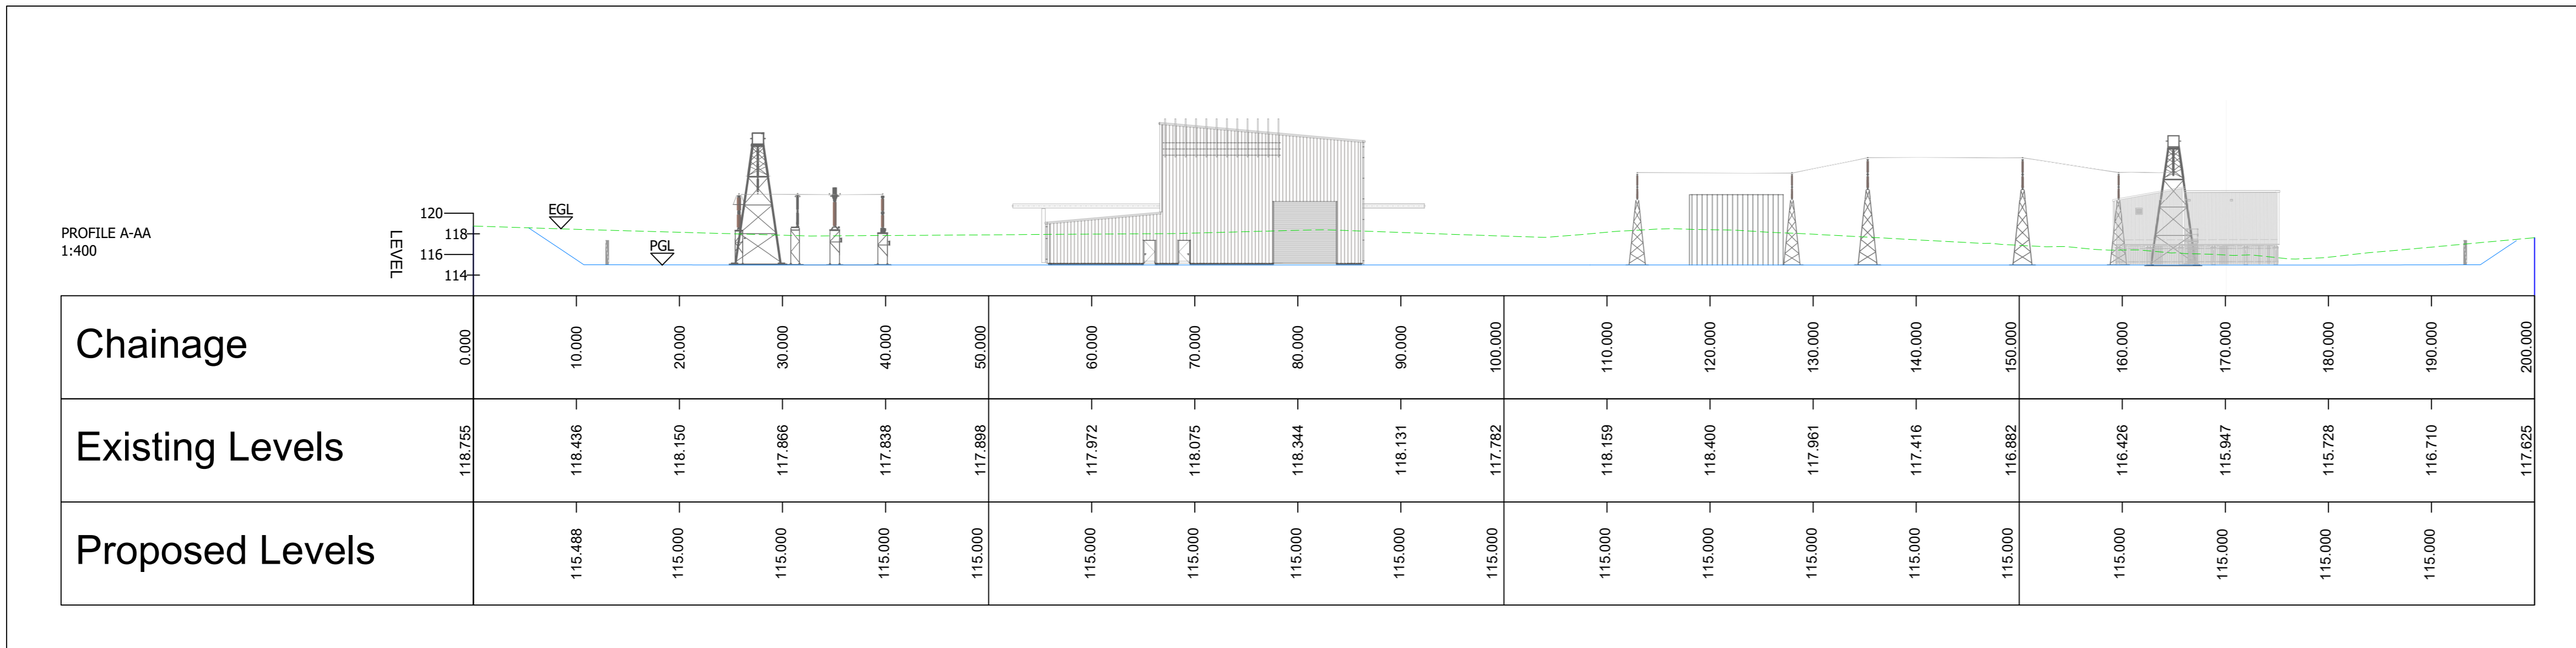 PROFILE A-AA
1:400
LEVEL
120
118
116
114
EGL
PGL
Chainage
0.000 10.000 20.000 30.000 40.000 50.000 60.000 70.000 80.000 90.000 100.000 110.000 120.000 130.000 140.000 150.000 160.000 170.000 180.000 190.000 200.000
Existing Levels
118.755 118.436 118.150 117.866 117.838 117.898 117.972 118.075 118.344 118.131 117.782 118.159 118.400 117.961 117.416 116.882 116.426 115.947 115.728 116.710 117.625
Proposed Levels
115.488 115.000 115.000 115.000 115.000 115.000 115.000 115.000 115.000 115.000 115.000 115.000 115.000 115.000 115.000 115.000 115.000 115.000 115.000